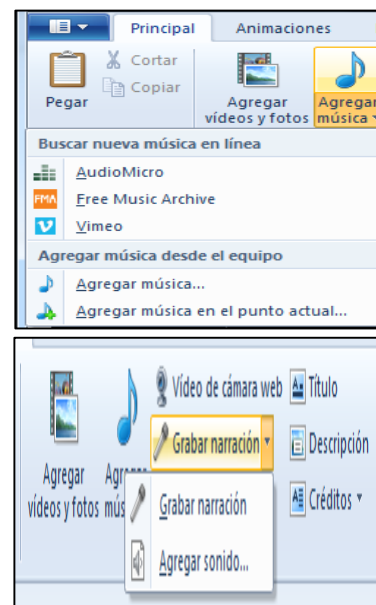 Principal Animaciones
Cortar
Copiar
Pegar
Agregar vídeos y fotos
Agregar música
Buscar nueva música en línea
AudioMicro
FMA Free Music Archive
Vimeo
Agregar música desde el equipo
Agregar música...
Agregar música en el punto actual...
Vídeo de cámara web
Título
Grabar narración
Descripción
Agregar vídeos y fotos
Créditos
Grabar narración
Agregar sonido...